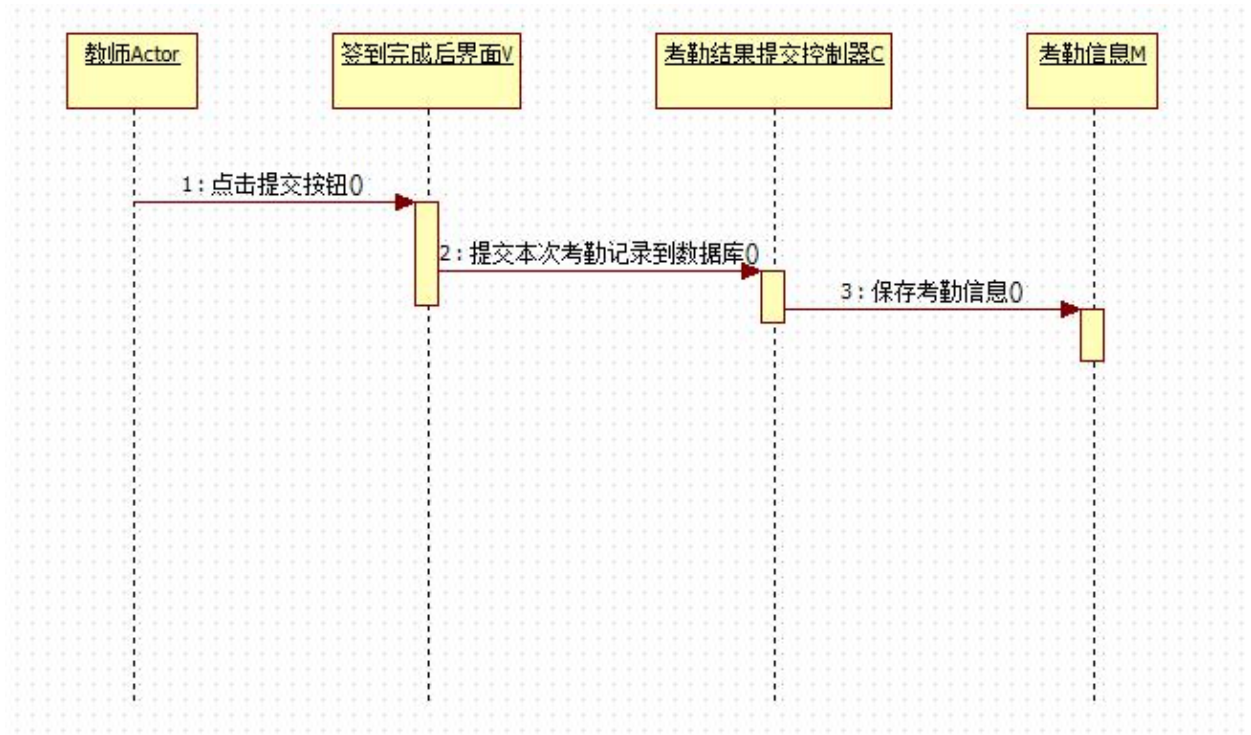 教师Actor
签到完成后界面V
考勤结果提交控制器C
考勤信息M
1 : 点击提交按钮()
2 : 提交本次考勤记录到数据库()
3 : 保存考勤信息()